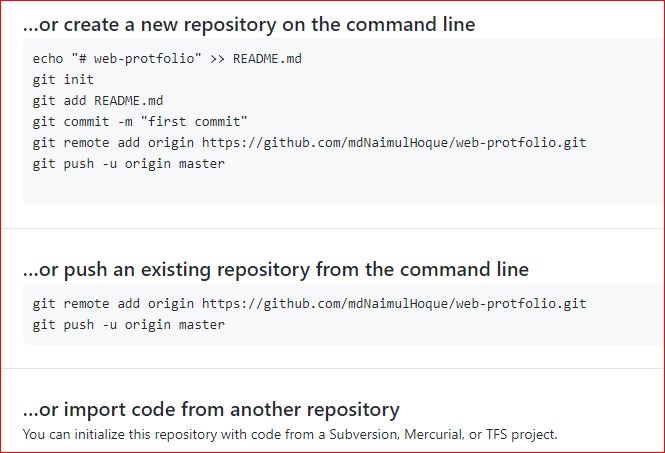 ...or create a new repository on the command line
echo "# web-protfolio" >> README.md
git init
git add README.md
git commit -m "first commit"
git remote add origin https://github.com/mdNaimulHoque/web-protfolio.git
git push -u origin master
...or push an existing repository from the command line
git remote add origin https://github.com/mdNaimulHoque/web-protfolio.git
git push -u origin master
...or import code from another repository
You can initialize this repository with code from a Subversion, Mercurial, or TFS project.